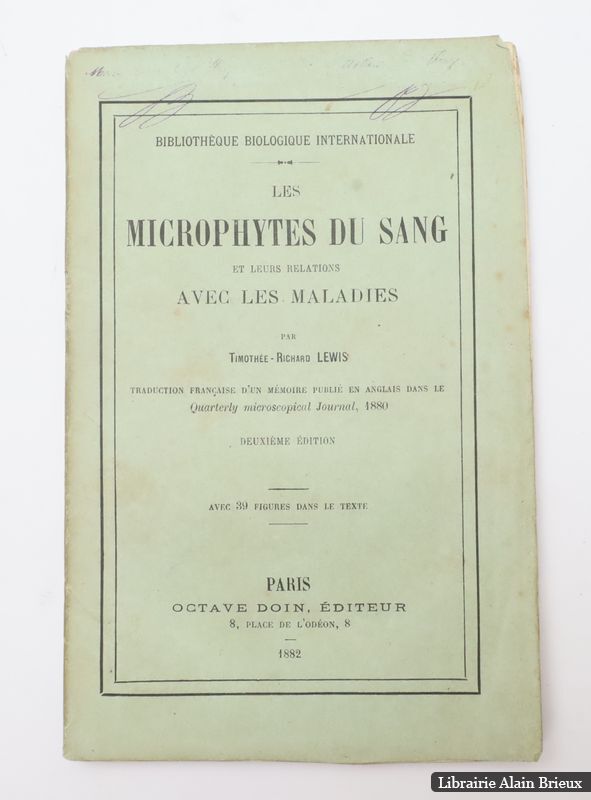 BIBLIOTHÈQUE BIOLOGIQUE INTERNATIONALE
LES
MICROPHYTES DU SANG
ET LEURS RELATIONS
AVEC LES MALADIES
PAR
TIMOTHÉE-RICHARD LEWIS
TRADUCTION FRANÇAISE D'UN MÉMOIRE PUBLIÉ EN ANGLAIS DANS LE
Quarterly microscopical Journal, 1880
DEUXIÈME ÉDITION
AVEC 39 FIGURES DANS LE TEXTE
PARIS
OCTAVE DOIN, ÉDITEUR
8, PLACE DE L'ODÉON, 8
1882
Librairie Alain Brieux